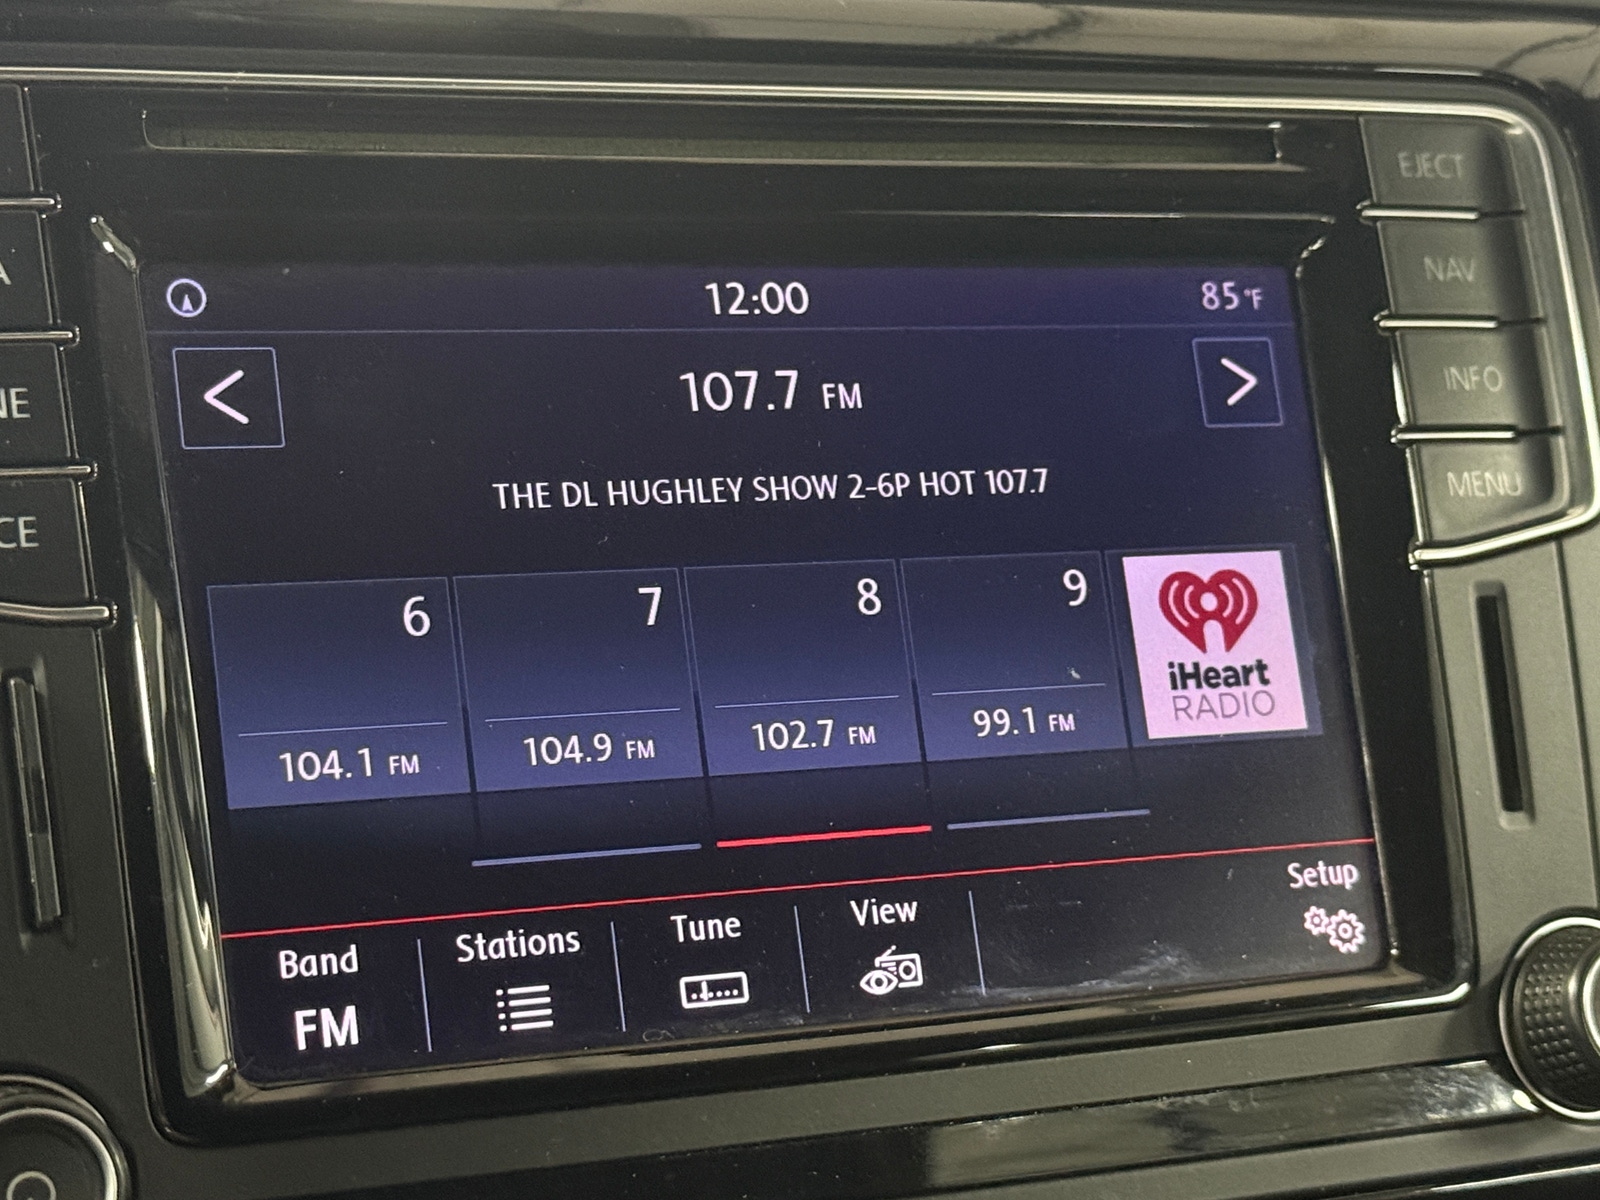 EJECT
NAV
INFO
MENU
A
NE
CE
12:00
85°F
<
107.7 FM
>
THE DL HUGHLEY SHOW 2-6P HOT 107.7
6
104.1 FM
7
104.9 FM
8
102.7 FM
9
99.1 FM
iHeart
RADIO
Band
FM
Stations
Tune
View
Setup